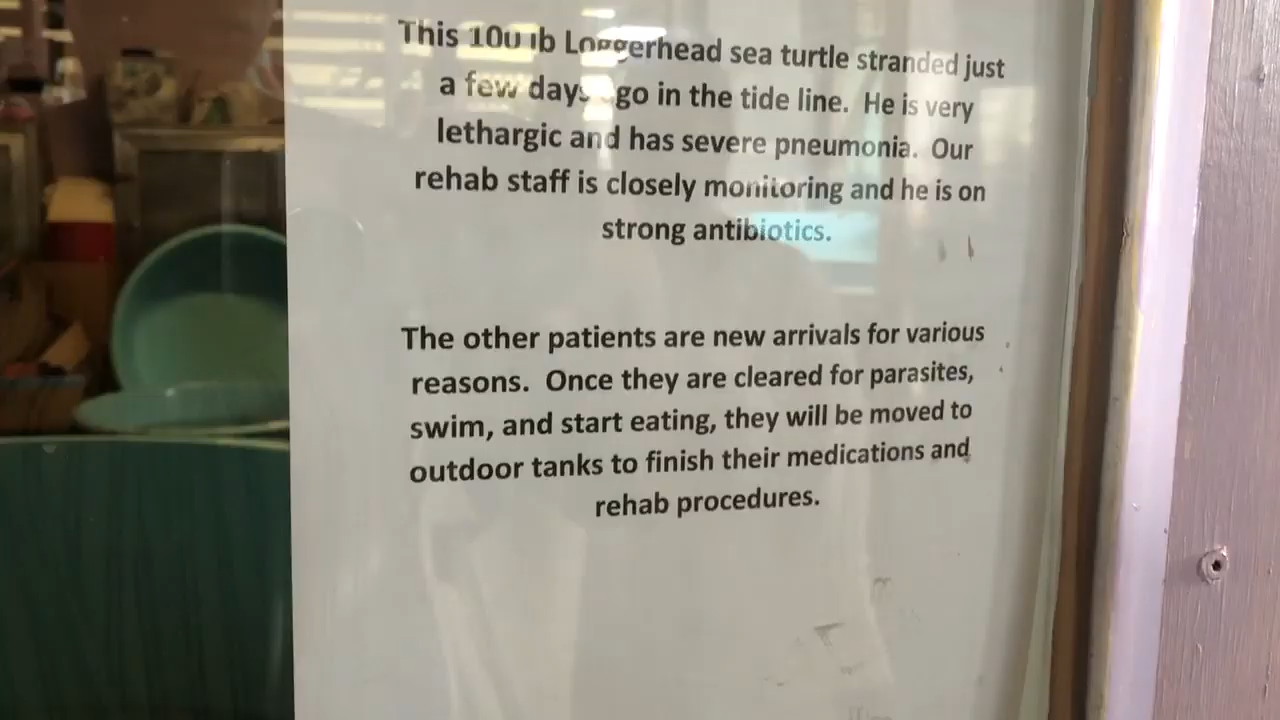 This 100 lb Loggerhead sea turtle stranded just
a few days ago in the tide line. He is very
lethargic and has severe pneumonia. Our
rehab staff is closely monitoring and he is on
strong antibiotics.
The other patients are new arrivals for various
reasons. Once they are cleared for parasites,
swim, and start eating, they will be moved to
outdoor tanks to finish their medications and
rehab procedures.